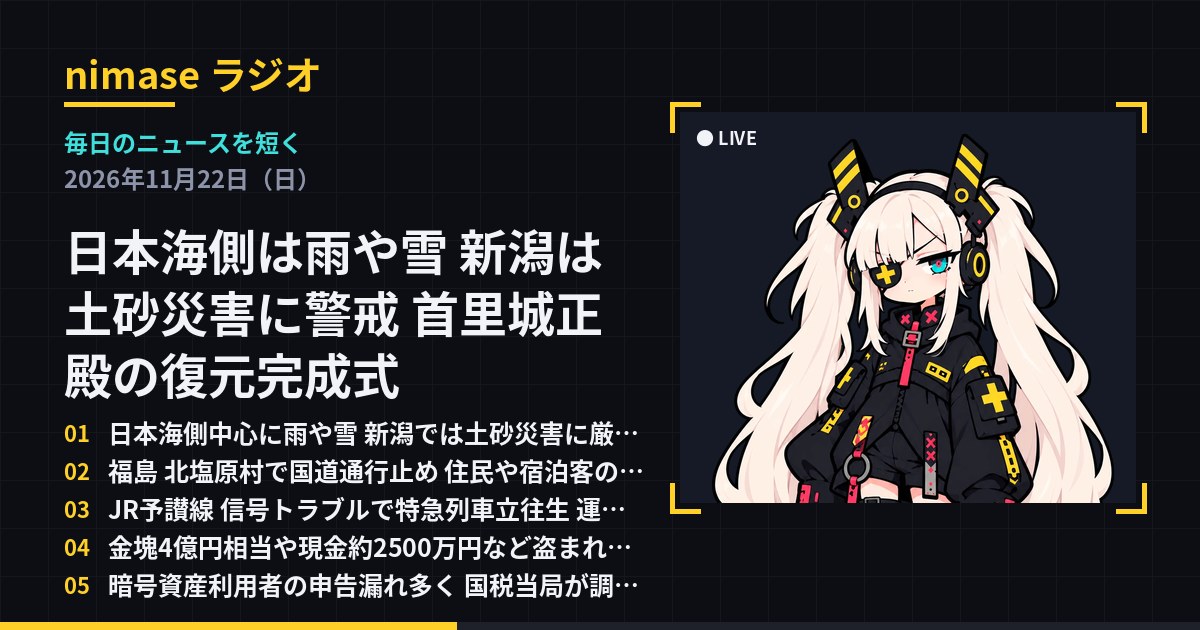 nimase ラジオ
毎日のニュースを短く
2026年11月22日（日）
日本海側は雨や雪 新潟は
土砂災害に警戒 首里城正
殿の復元完成式
01 日本海側中心に雨や雪 新潟では土砂災害に厳…
02 福島 北塩原村で国道通行止め 住民や宿泊客の…
03 JR予讃線 信号トラブルで特急列車立往生 運…
04 金塊4億円相当や現金約2500万円など盗まれ…
05 暗号資産利用者の申告漏れ多く 国税当局が調…
LIVE